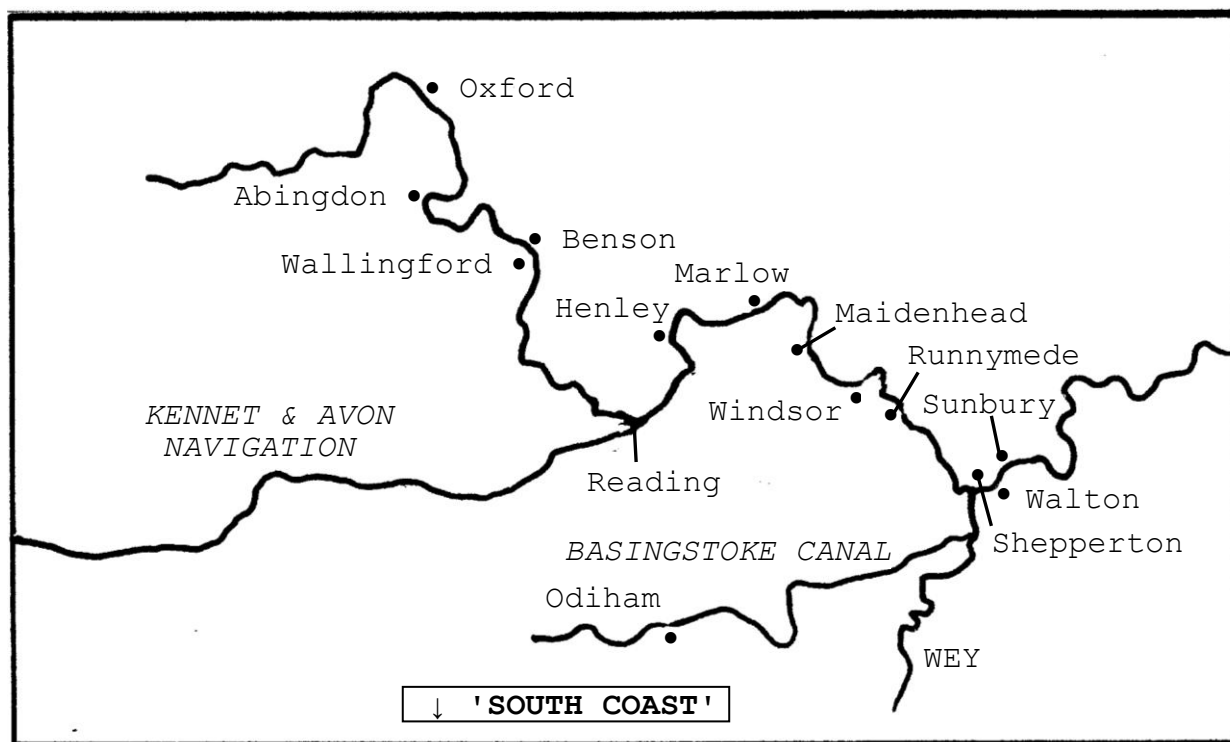 Oxford
Abingdon
Benson
Wallingford
Marlow
Henley
Maidenhead
Runnymede
KENNET & AVON
NAVIGATION
Windsor
Sunbury
Reading
Walton
BASINGSTOKE CANAL
Shepperton
Odiham
WEY
↓ 'SOUTH COAST'